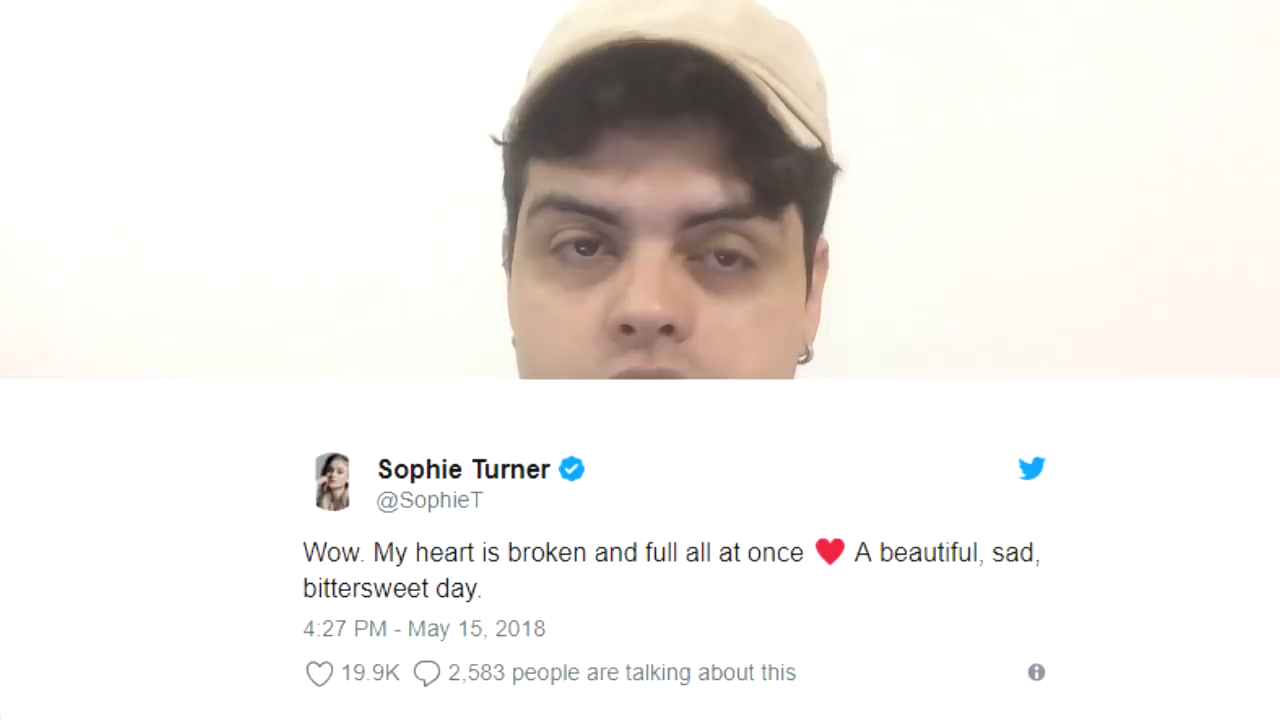 Sophie Turner
@SophieT
Wow. My heart is broken and full all at once ❤️ A beautiful, sad,
bittersweet day.
4:27 PM - May 15, 2018
19.9K 2,583 people are talking about this